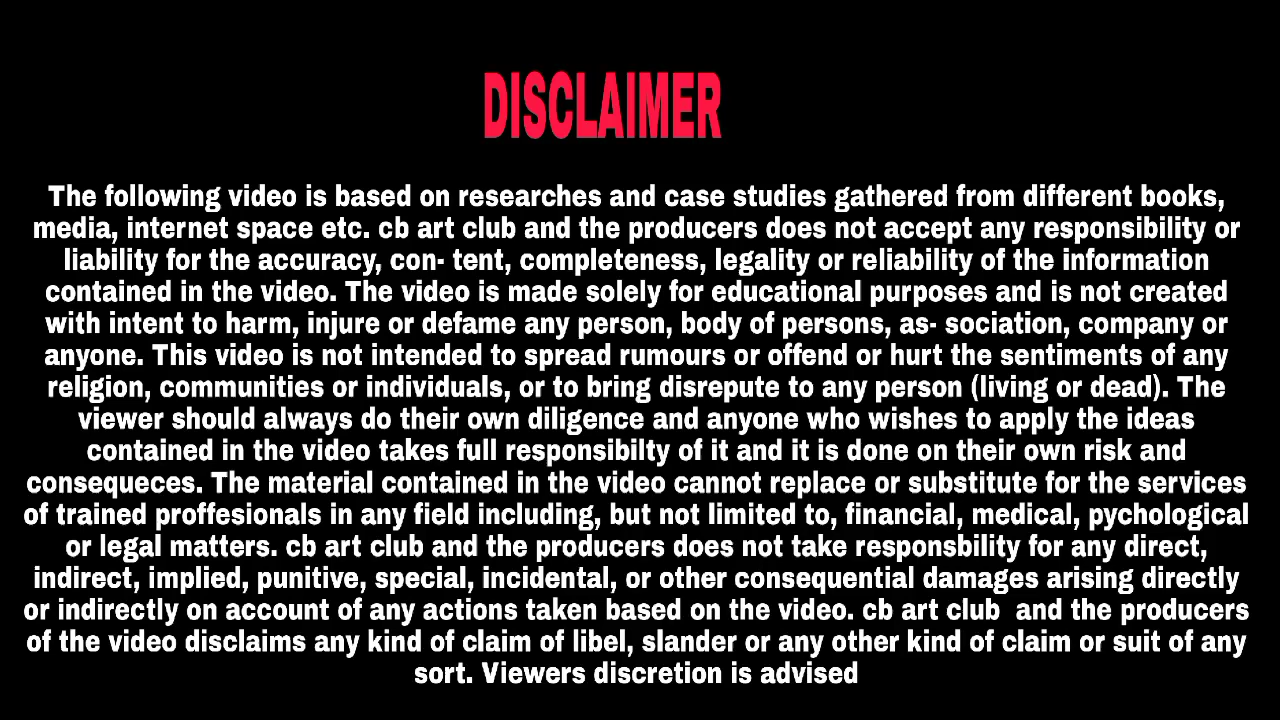 DISCLAIMER
The following video is based on researches and case studies gathered from different books,
media, internet space etc. cb art club and the producers does not accept any responsibility or
liability for the accuracy, con- tent, completeness, legality or reliability of the information
contained in the video. The video is made solely for educational purposes and is not created
with intent to harm, injure or defame any person, body of persons, as- sociation, company or
anyone. This video is not intended to spread rumours or offend or hurt the sentiments of any
religion, communities or individuals, or to bring disrepute to any person (living or dead). The
viewer should always do their own diligence and anyone who wishes to apply the ideas
contained in the video takes full responsibilty of it and it is done on their own risk and
consequeces. The material contained in the video cannot replace or substitute for the services
of trained proffesionals in any field including, but not limited to, financial, medical, pychological
or legal matters. cb art club and the producers does not take responsbility for any direct,
indirect, implied, punitive, special, incidental, or other consequential damages arising directly
or indirectly on account of any actions taken based on the video. cb art club  and the producers
of the video disclaims any kind of claim of libel, slander or any other kind of claim or suit of any
sort. Viewers discretion is advised